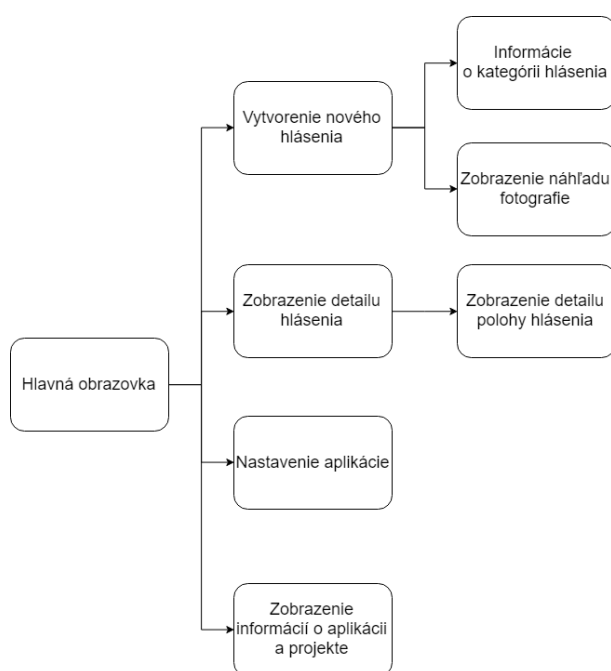 Informácie
o kategórii hlásenia
Vytvorenie nového
hlásenia
Zobrazenie náhľadu
fotografie
Zobrazenie detailu
hlásenia
Zobrazenie detailu
polohy hlásenia
Hlavná obrazovka
Nastavenie aplikácie
Zobrazenie
informácií o aplikácii
a projekte